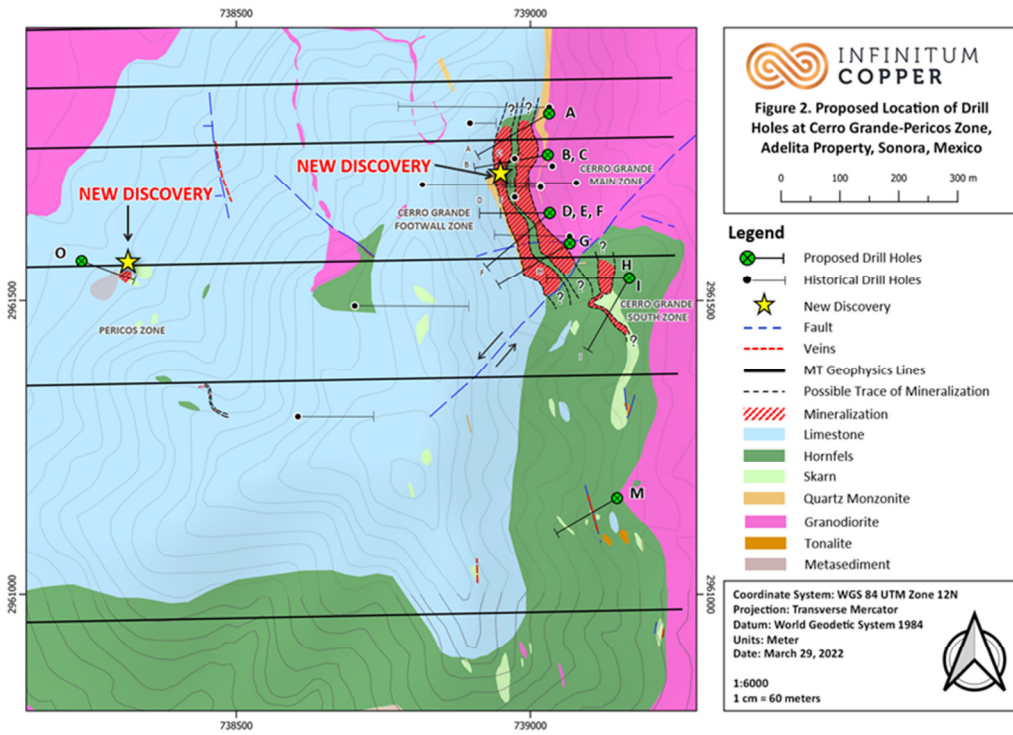 738500
739000
A
B, C
D, E, F
G
H
I
O
M
NEW DISCOVERY
NEW DISCOVERY
CERRO GRANDE
MAIN ZONE
CERRO GRANDE
FOOTWALL ZONE
CERRO GRANDE
SOUTH ZONE
PERICOS ZONE
A
B
D
F
H
I
?
?
?
?
?
?
2961500
2961500
2961000
2961000
738500
739000
INFINITUM
COPPER
Figure 2. Proposed Location of Drill
Holes at Cerro Grande-Pericos Zone,
Adelita Property, Sonora, Mexico
0 100 200 300 m
Legend
Proposed Drill Holes
Historical Drill Holes
New Discovery
Fault
Veins
MT Geophysics Lines
Possible Trace of Mineralization
Mineralization
Limestone
Hornfels
Skarn
Quartz Monzonite
Granodiorite
Tonalite
Metasediment
Coordinate System: WGS 84 UTM Zone 12N
Projection: Transverse Mercator
Datum: World Geodetic System 1984
Units: Meter
Date: March 29, 2022
1:6000
1 cm = 60 meters